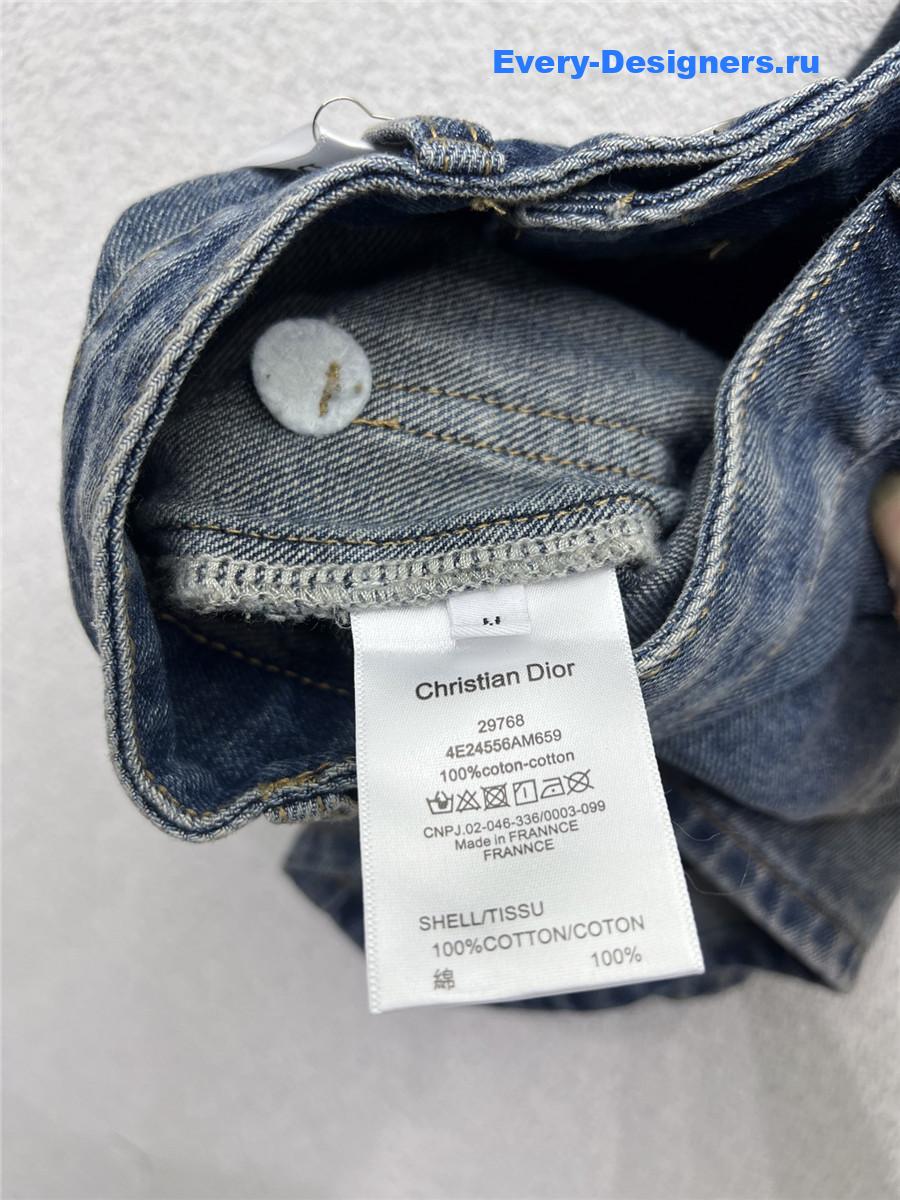 Every-Designers.ru
Christian Dior
29768
4E24556AM659
100%coton-cotton
CNPJ.02-046-336/0003-099
Made in FRANNCE
FRANNCE
SHELL/TISSU
100%COTTON/COTON
綿 100%